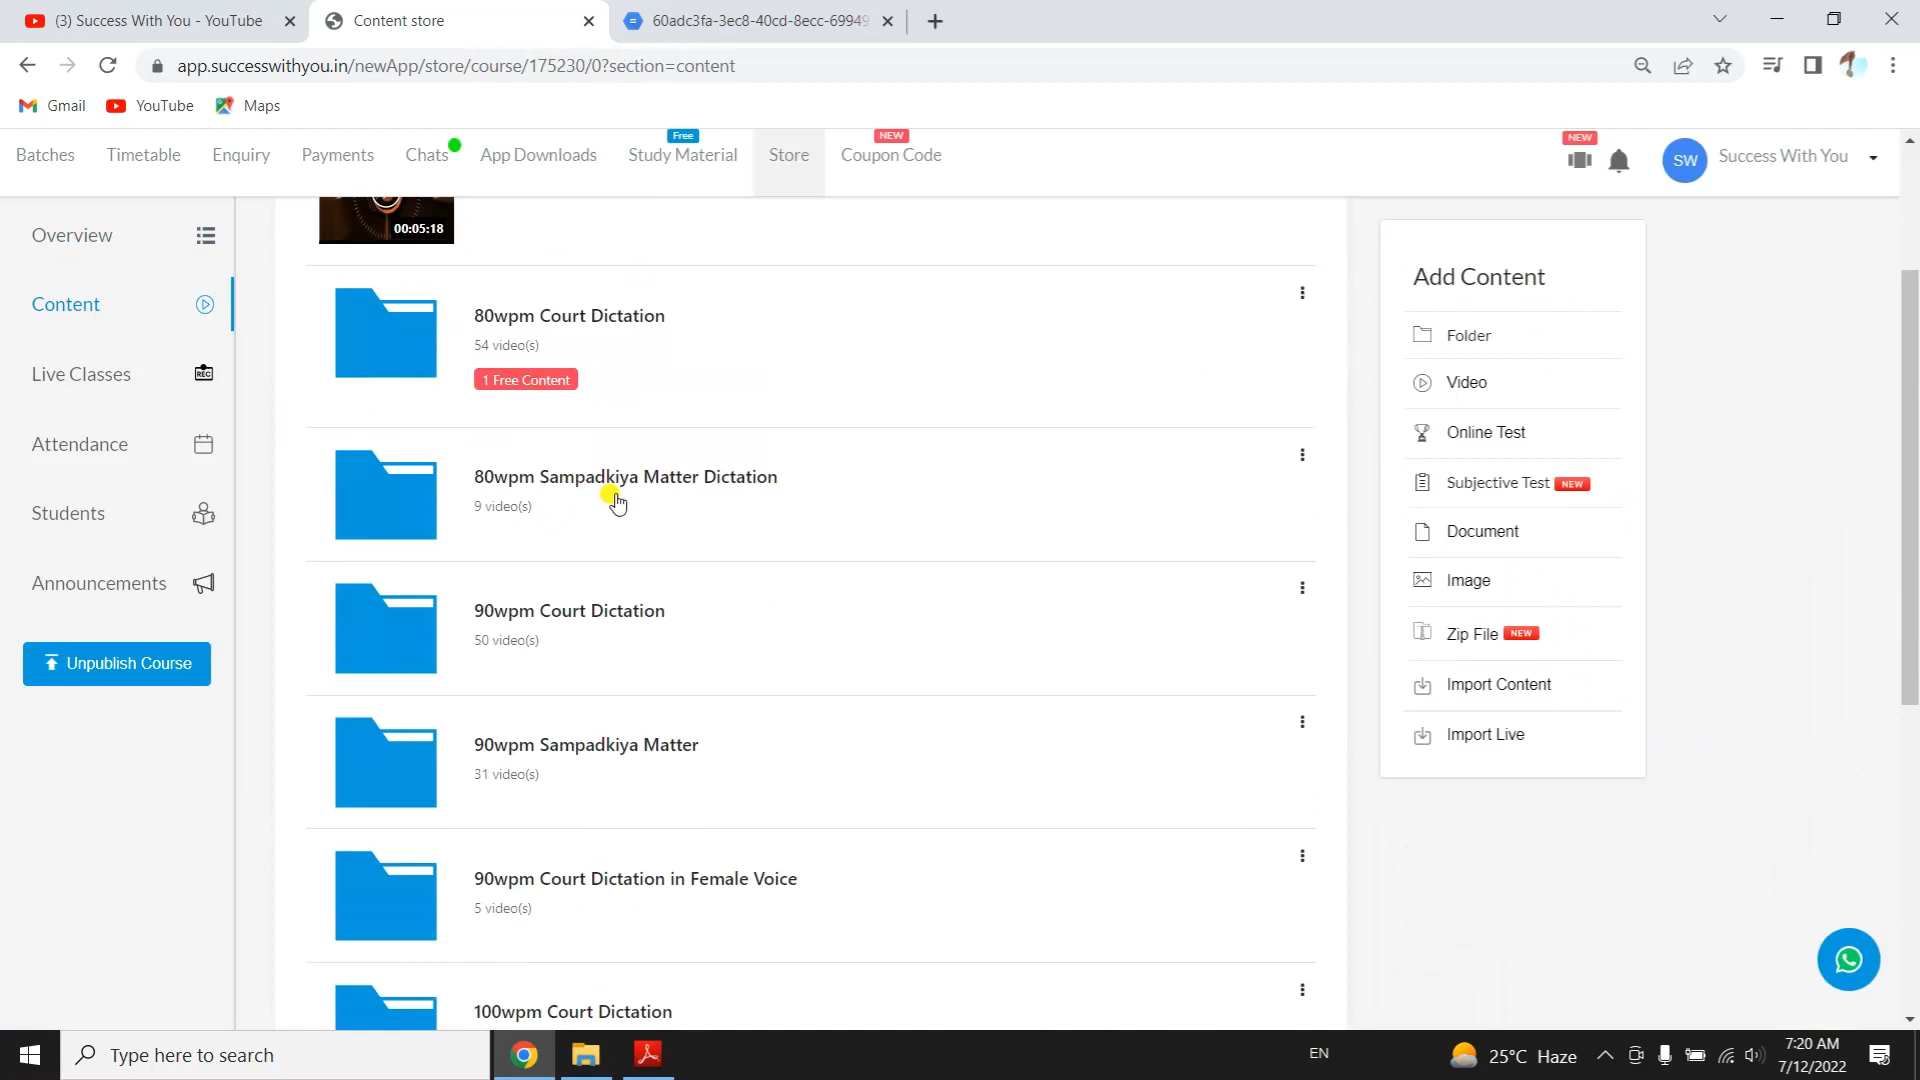 (3) Success With You - YouTube
Content store
60adc3fa-3ec8-40cd-8ecc-69949
app.successwithyou.in/newApp/store/course/175230/0?section=content
Gmail
YouTube
Maps
Batches
Timetable
Enquiry
Payments
Chats
App Downloads
Free
Study Material
Store
NEW
Coupon Code
NEW
SW
Success With You
Overview
Content
Live Classes
REC
Attendance
Students
Announcements
Unpublish Course
00:05:18
80wpm Court Dictation
54 video(s)
1 Free Content
80wpm Sampadkiya Matter Dictation
9 video(s)
90wpm Court Dictation
50 video(s)
90wpm Sampadkiya Matter
31 video(s)
90wpm Court Dictation in Female Voice
5 video(s)
100wpm Court Dictation
Add Content
Folder
Video
Online Test
Subjective Test NEW
Document
Image
Zip File NEW
Import Content
Import Live
Type here to search
EN
25°C Haze
7:20 AM
7/12/2022